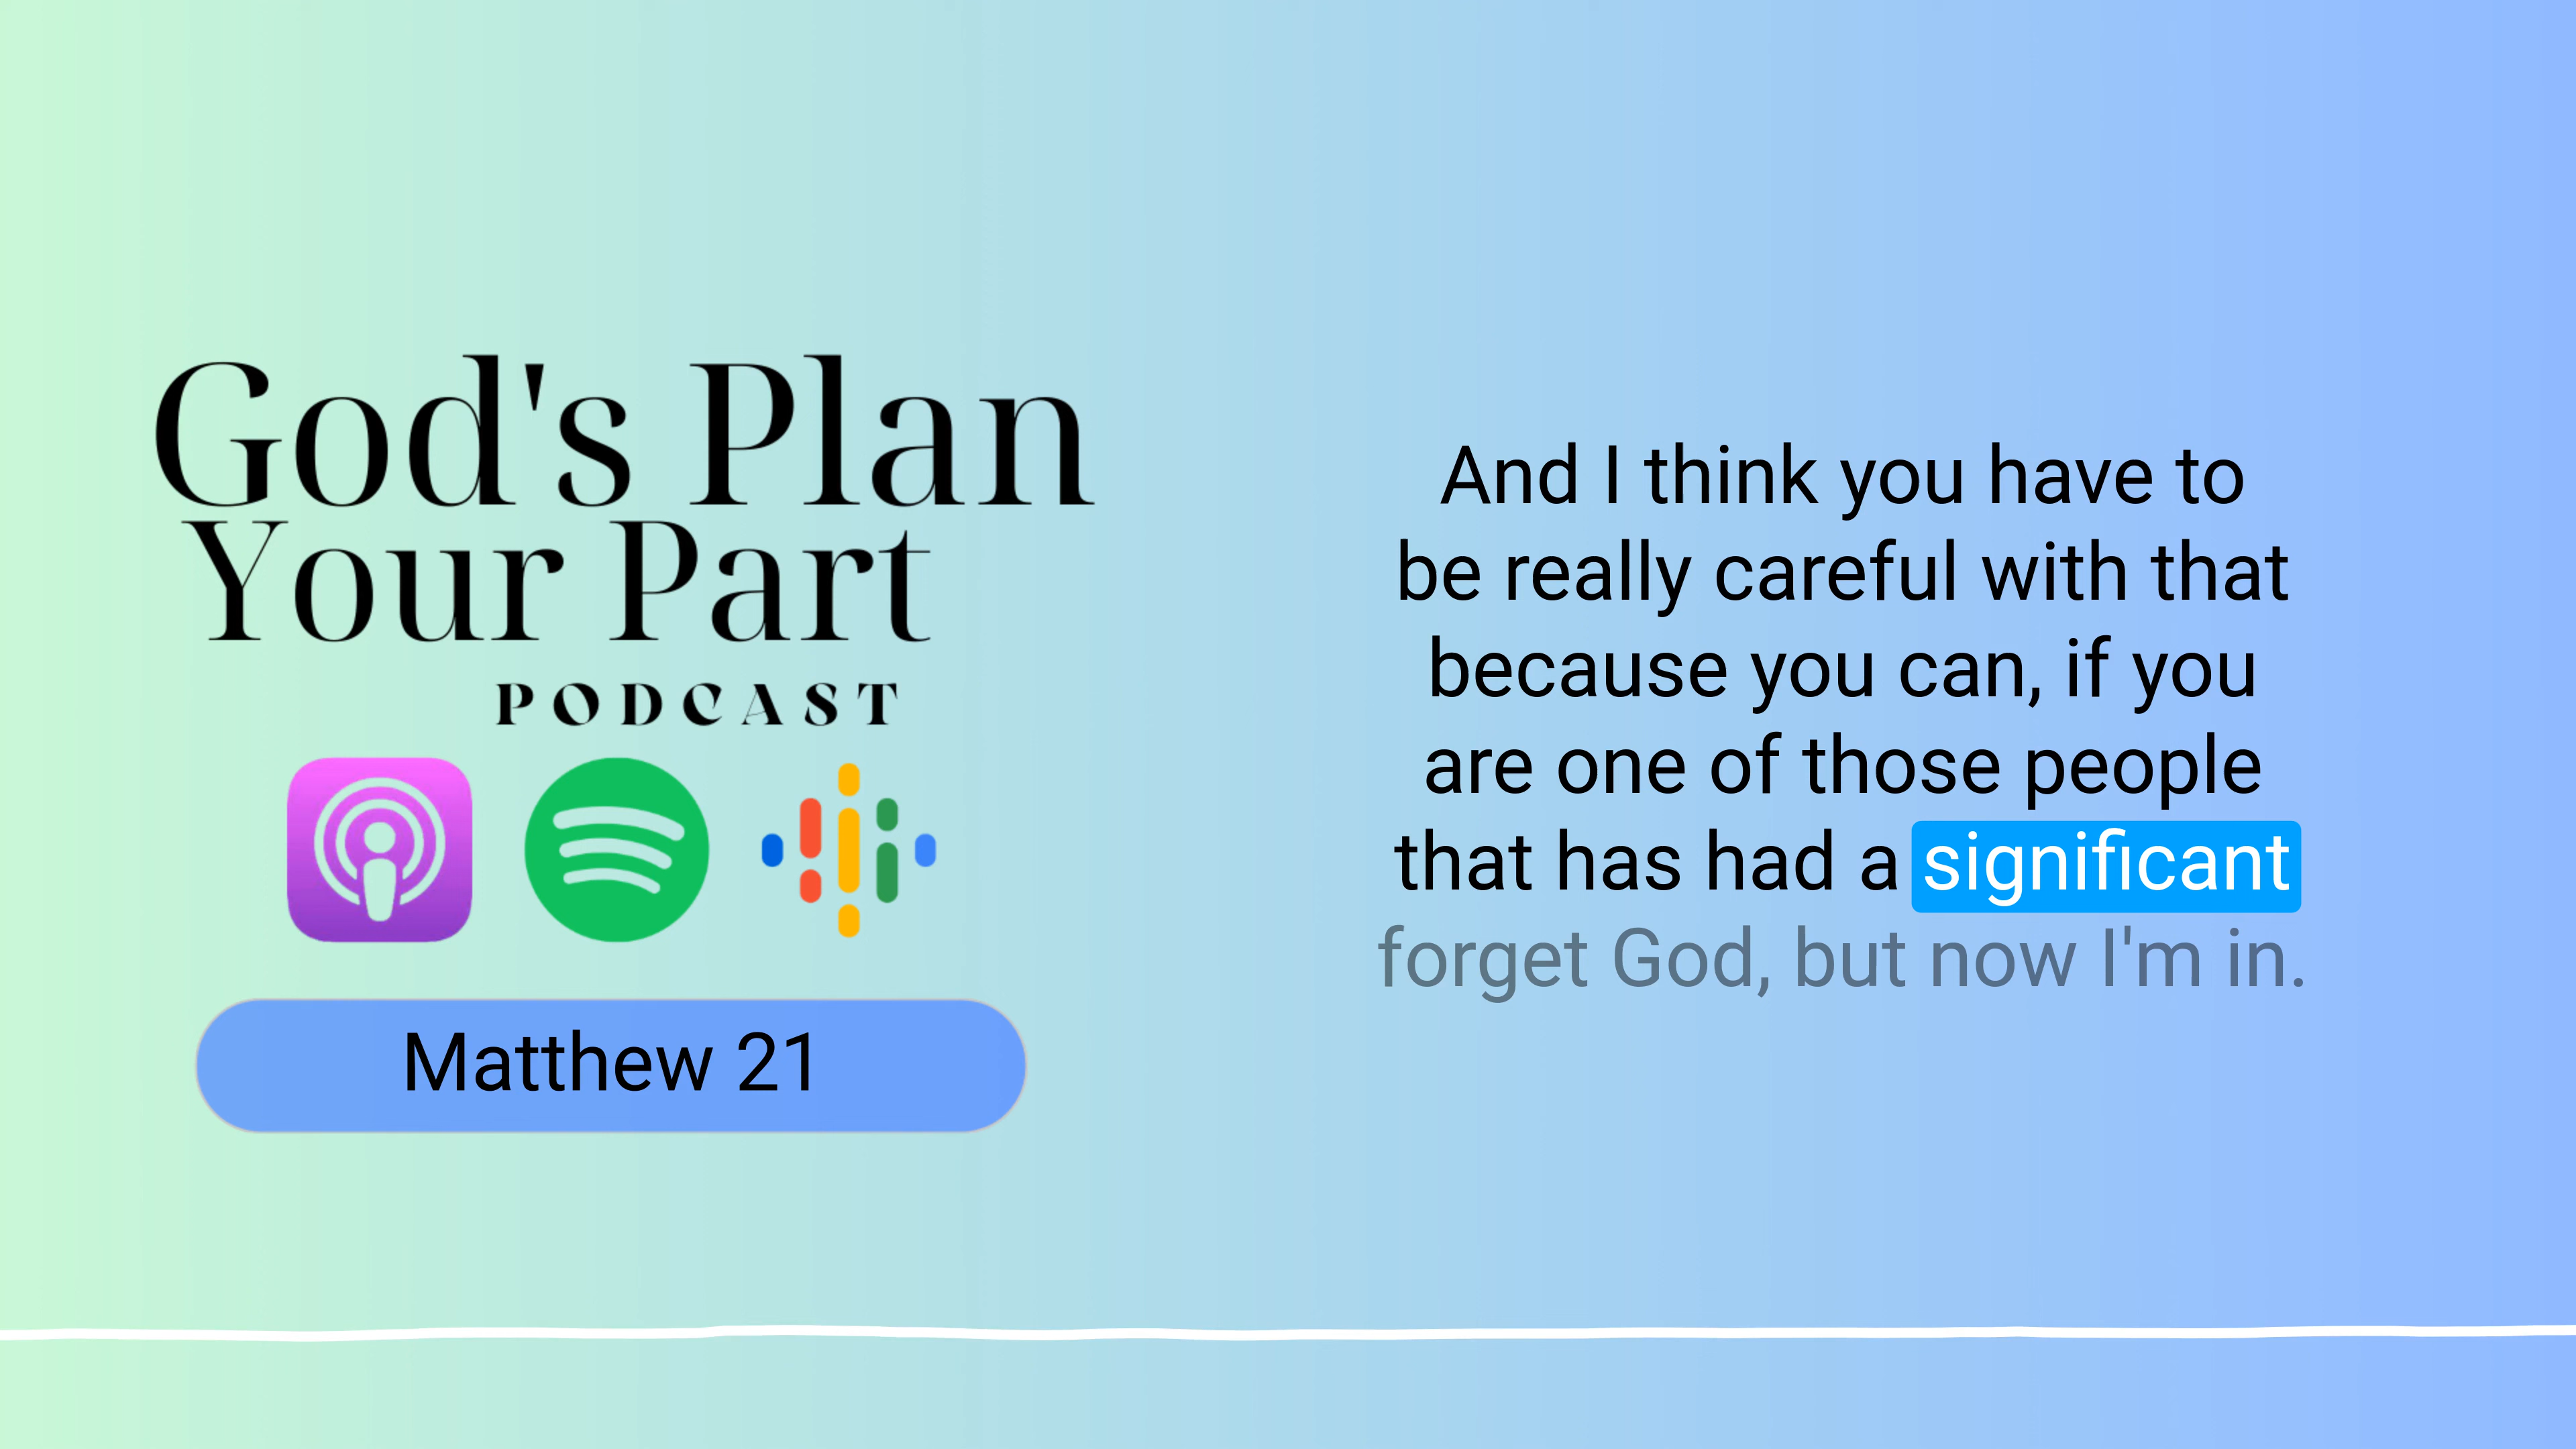 God's Plan
Your Part
PODCAST
Matthew 21
And I think you have to
be really careful with that
because you can, if you
are one of those people
that has had a significant
forget God, but now I'm in.